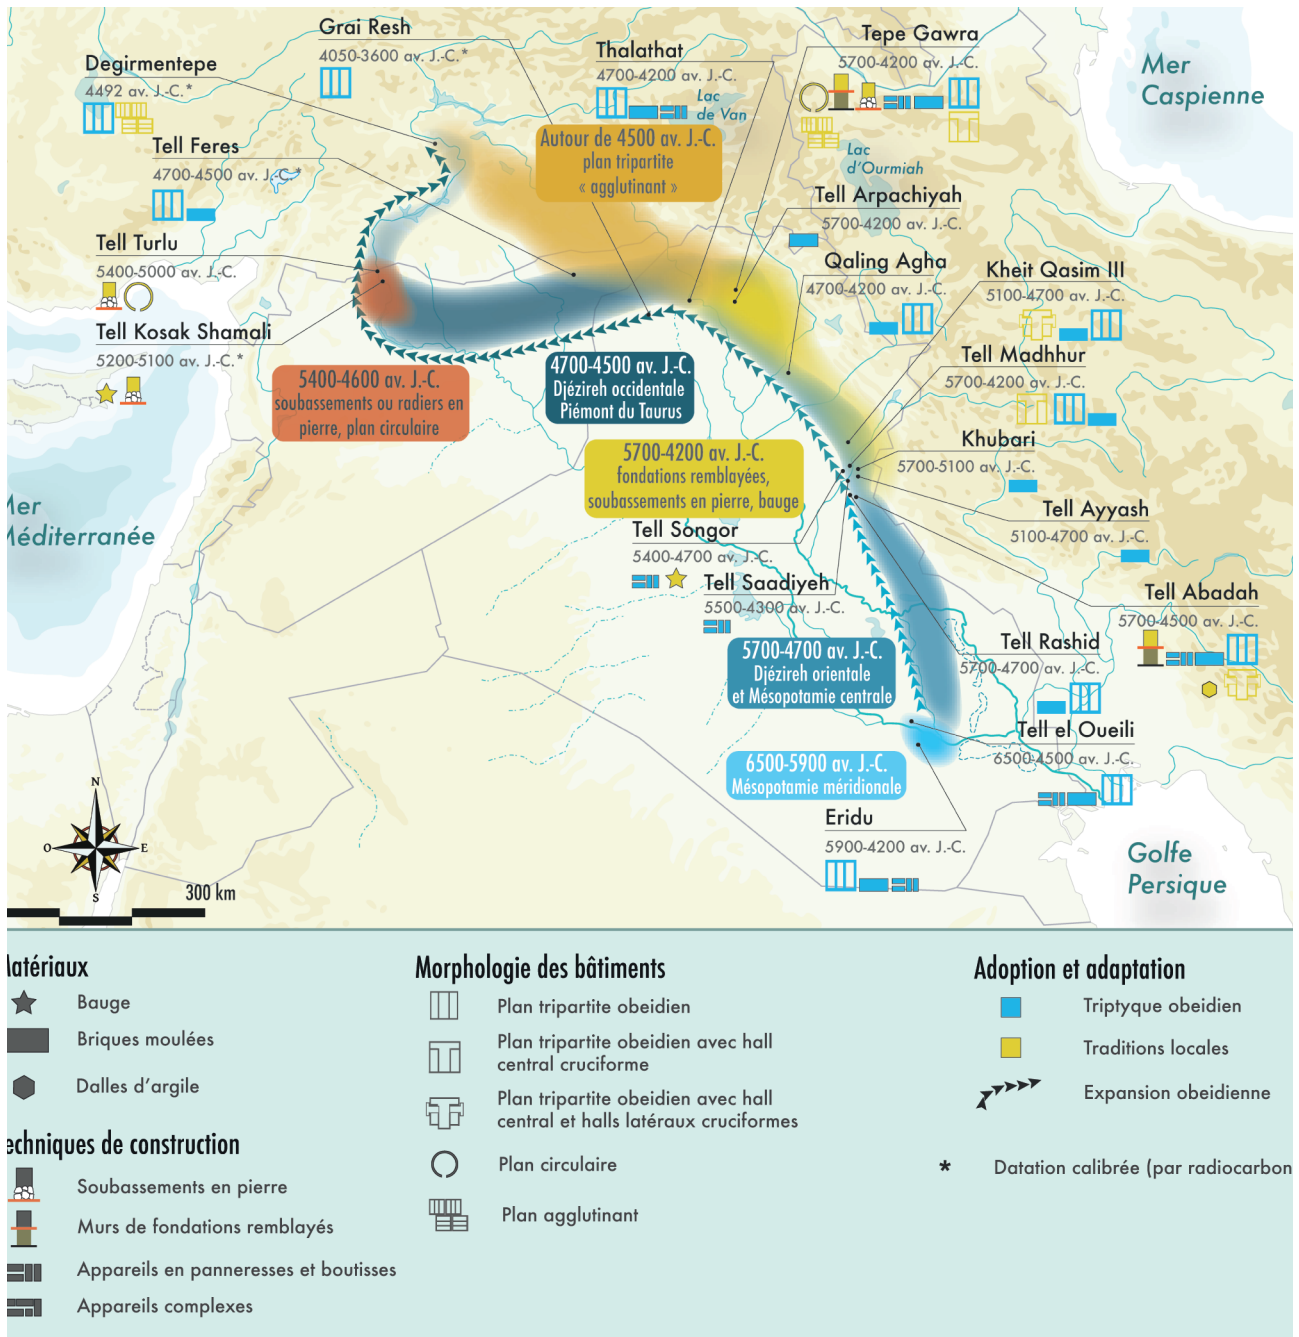 Grai Resh
4050-3600 av. J.-C.*
Degirmentepe
4492 av. J.-C.*
Thalathat
4700-4200 av. J.-C.
Tepe Gawra
5700-4200 av. J.-C.
Mer
Caspienne
Lac
de Van
Autour de 4500 av. J.-C.
plan tripartite
« agglutinant »
Lac
d'Ourmiah
Tell Feres
4700-4500 av. J.-C.*
Tell Arpachiyah
5700-4200 av. J.-C.
Tell Turlu
5400-5000 av. J.-C.
Qaling Agha
4700-4200 av. J.-C.
Kheit Qasim III
5100-4700 av. J.-C.
Tell Kosak Shamali
5200-5100 av. J.-C.*
Tell Madhhur
5700-4200 av. J.-C.
5400-4600 av. J.-C.
soubassements ou radiers en
pierre, plan circulaire
4700-4500 av. J.-C.
Djézireh occidentale
Piémont du Taurus
Khubari
5700-5100 av. J.-C.
5700-4200 av. J.-C.
fondations remblayées,
soubassements en pierre, bauge
Mer
Méditerranée
Tell Ayyash
5100-4700 av. J.-C.
Tell Songor
5400-4700 av. J.-C.
Tell Saadiyeh
5500-4300 av. J.-C.
Tell Abadah
5700-4500 av. J.-C.
5700-4700 av. J.-C.
Djézireh orientale
et Mésopotamie centrale
Tell Rashid
5700-4700 av. J.-C.
Tell el Oueili
6500-4500 av. J.-C.
6500-5900 av. J.-C.
Mésopotamie méridionale
Eridu
5900-4200 av. J.-C.
Golfe
Persique
N
O
E
S
300 km
Matériaux
Bauge
Briques moulées
Dalles d'argile
echniques de construction
Soubassements en pierre
Murs de fondations remblayés
Appareils en panneresses et boutisses
Appareils complexes
Morphologie des bâtiments
Plan tripartite obeidien
Plan tripartite obeidien avec hall
central cruciforme
Plan tripartite obeidien avec hall
central et halls latéraux cruciformes
Plan circulaire
Plan agglutinant
Adoption et adaptation
Triptyque obeidien
Traditions locales
Expansion obeidienne
* Datation calibrée (par radiocarbon